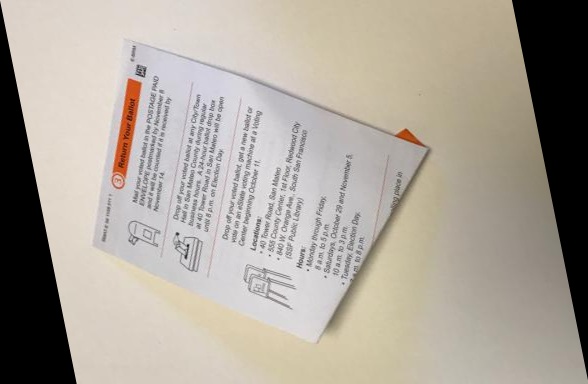 3 Return Your Ballot
Mail your voted ballot in the POSTAGE PAID
ENVELOPE postmarked by November 8
and it will be counted if it is received by
November 14.
Drop off your voted ballot at any City/Town
Hall in San Mateo County during regular
business hours. A 24-hour ballot drop box
at 40 Tower Road in San Mateo will be open
until 8 p.m. on Election Day.
Drop off your voted ballot, get a new ballot or
vote on an eSlate voting machine at a Voting
Center beginning October 11.
Locations:
• 40 Tower Road, San Mateo
• 555 County Center, 1st Floor, Redwood City
• 840 W. Orange Ave., South San Francisco
(SSF Public Library)
Hours:
• Monday through Friday,
8 a.m. to 5 p.m.
• Saturdays, October 29 and November 5,
10 a.m. to 3 p.m.
• Tuesday, Election Day,
a.m. to 8 p.m.
place in